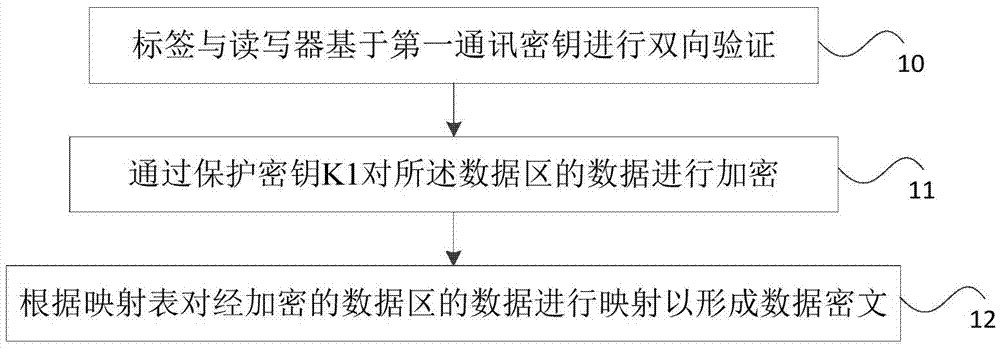 标签与读写器基于第一通讯密钥进行双向验证
10
通过保护密钥K1对所述数据区的数据进行加密
11
根据映射表对经加密的数据区的数据进行映射以形成数据密文
12